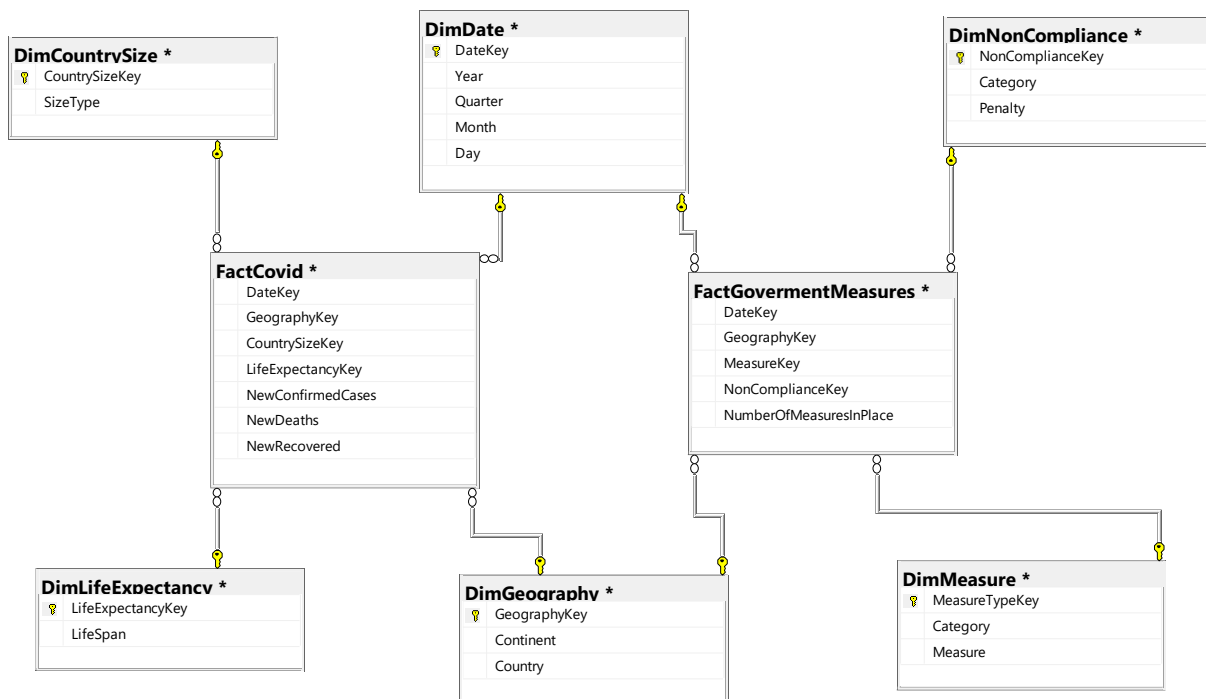 DimCountrySize *
CountrySizeKey
SizeType
DimDate *
DateKey
Year
Quarter
Month
Day
DimNonCompliance *
NonComplianceKey
Category
Penalty
FactCovid *
DateKey
GeographyKey
CountrySizeKey
LifeExpectancyKey
NewConfirmedCases
NewDeaths
NewRecovered
FactGovermentMeasures *
DateKey
GeographyKey
MeasureKey
NonComplianceKey
NumberOfMeasuresInPlace
DimLifeExpectancy *
LifeExpectancyKey
LifeSpan
DimGeography *
GeographyKey
Continent
Country
DimMeasure *
MeasureTypeKey
Category
Measure